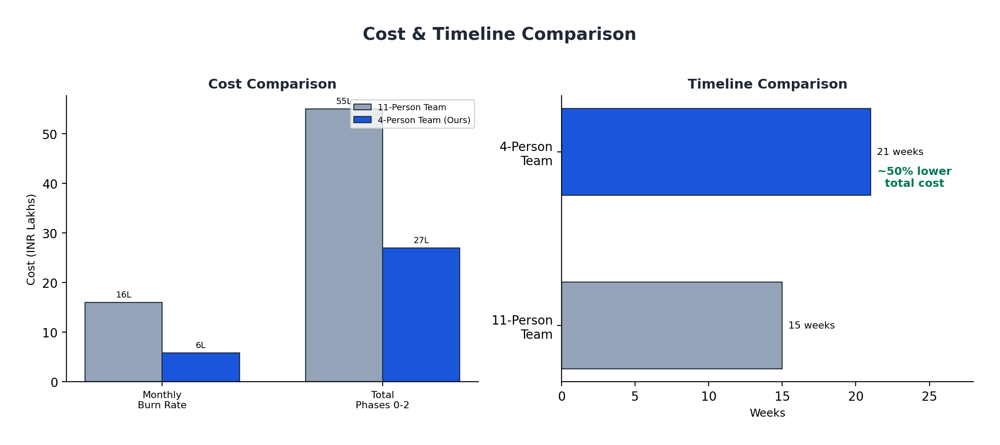 Cost & Timeline Comparison
Cost Comparison
55L
11-Person Team
4-Person Team (Ours)
50
40
30
20
10
0
Cost (INR Lakhs)
16L
6L
27L
Monthly
Burn Rate
Total
Phases 0-2
Timeline Comparison
4-Person
Team
21 weeks
~50% lower
total cost
11-Person
Team
15 weeks
0
5
10
15
20
25
Weeks